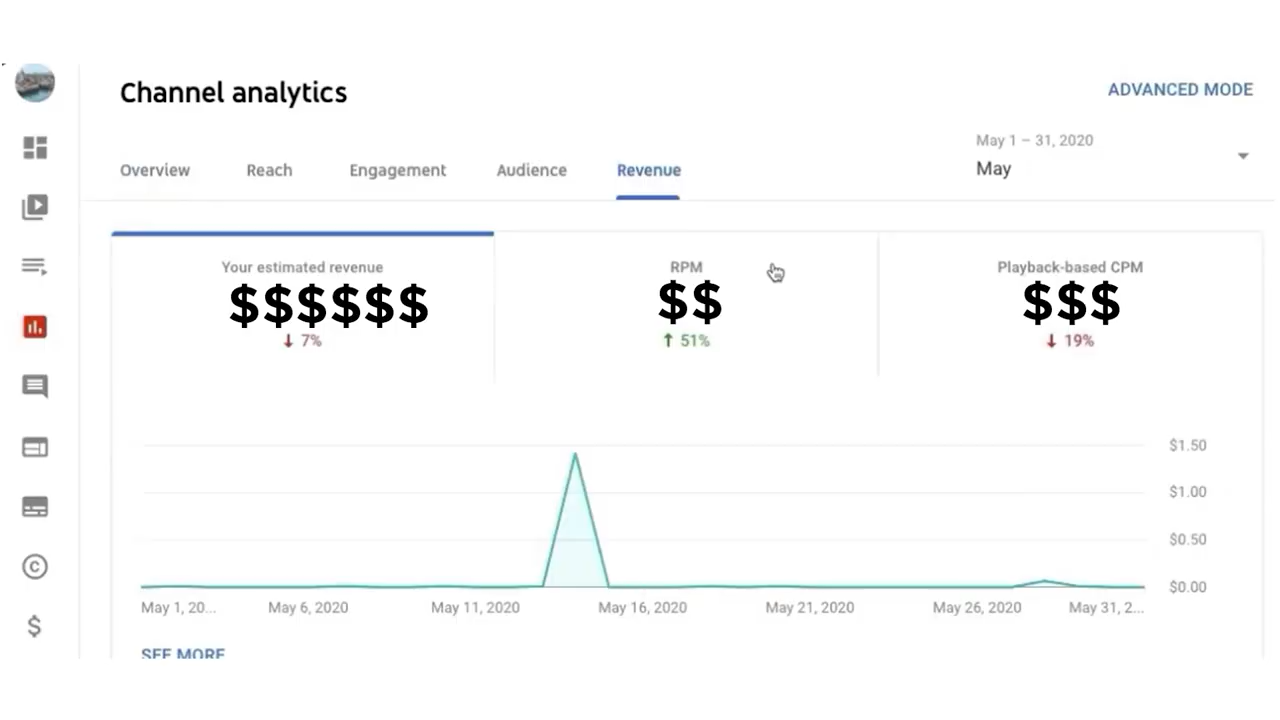 Channel analytics
ADVANCED MODE
May 1 – 31, 2020
May
Overview
Reach
Engagement
Audience
Revenue
Your estimated revenue
$$$$$$
↓ 7%
RPM
$$
↑ 51%
Playback-based CPM
$$$
↓ 19%
$1.50
$1.00
$0.50
$0.00
May 1, 20...
May 6, 2020
May 11, 2020
May 16, 2020
May 21, 2020
May 26, 2020
May 31, 2...
SEE MORE